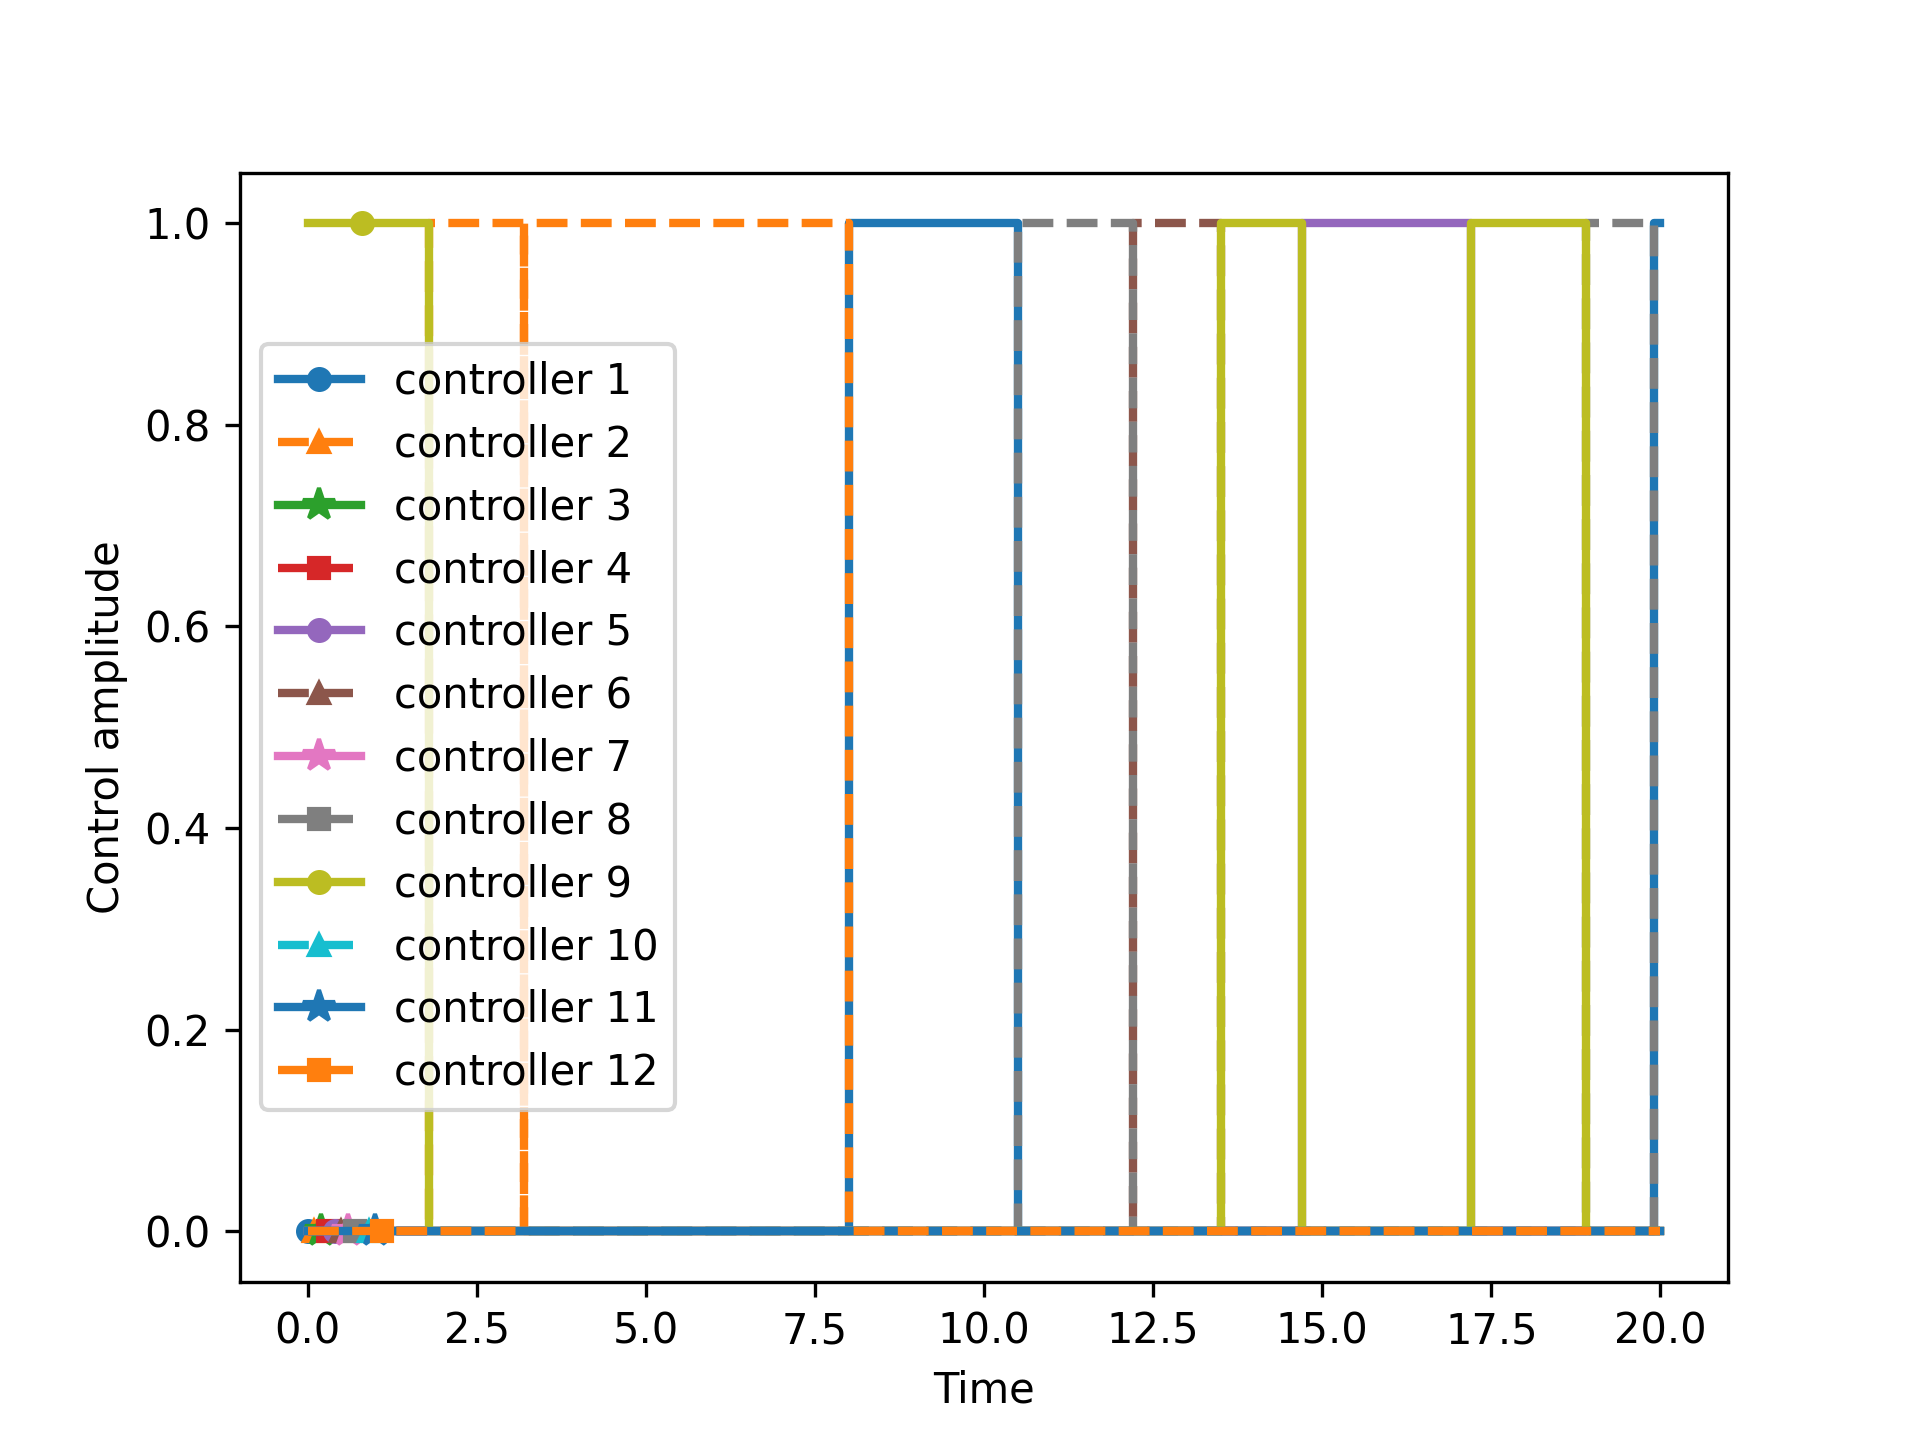 1.0
0.8
0.6
0.4
0.2
0.0
Control amplitude
controller 1
controller 2
controller 3
controller 4
controller 5
controller 6
controller 7
controller 8
controller 9
controller 10
controller 11
controller 12
0.0 2.5 5.0 7.5 10.0 12.5 15.0 17.5 20.0
Time